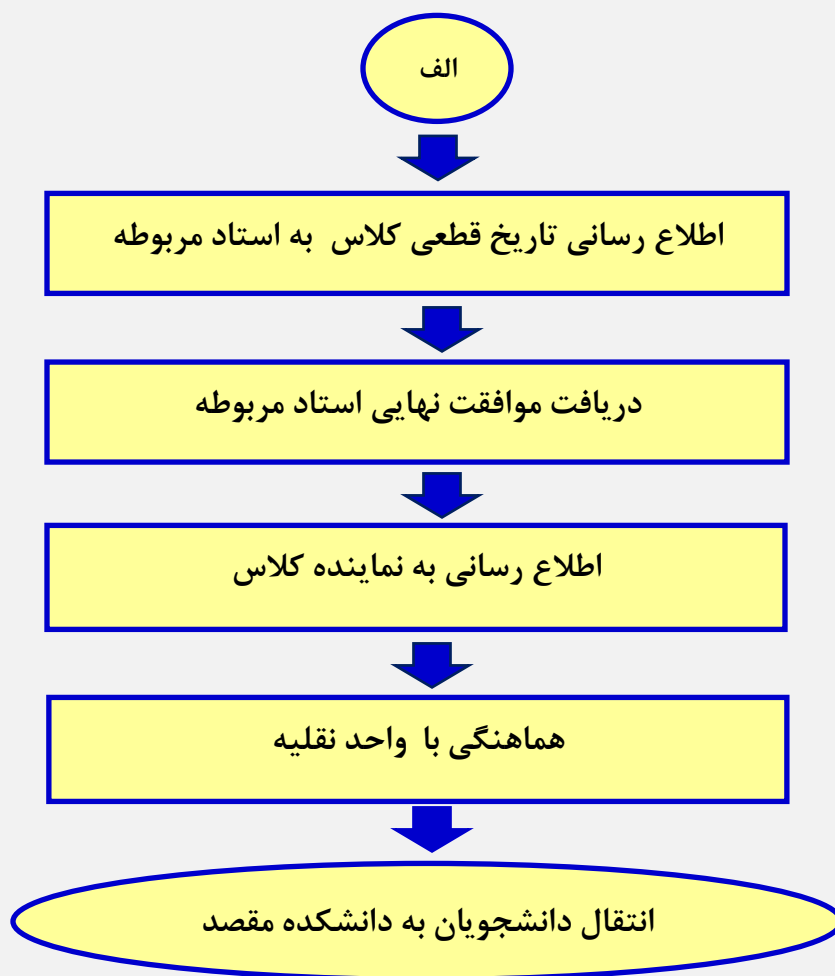 الف
اطلاع رسانی تاریخ قطعی کلاس به استاد مربوطه
دریافت موافقت نهایی استاد مربوطه
اطلاع رسانی به نماینده کلاس
هماهنگی با واحد نقلیه
انتقال دانشجویان به دانشکده مقصد